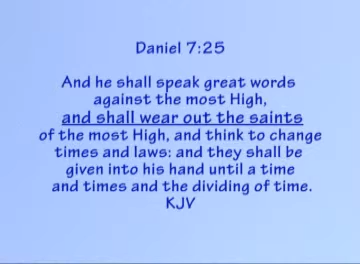 Daniel 7:25
And he shall speak great words
against the most High,
and shall wear out the saints
of the most High, and think to change
times and laws: and they shall be
given into his hand until a time
and times and the dividing of time.
KJV